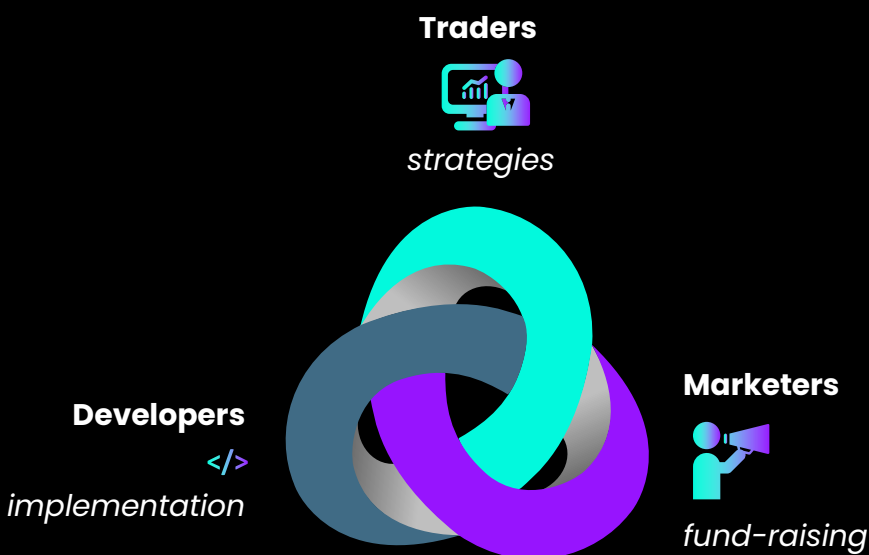 Traders
strategies
Marketers
Developers
</>
implementation
fund-raising